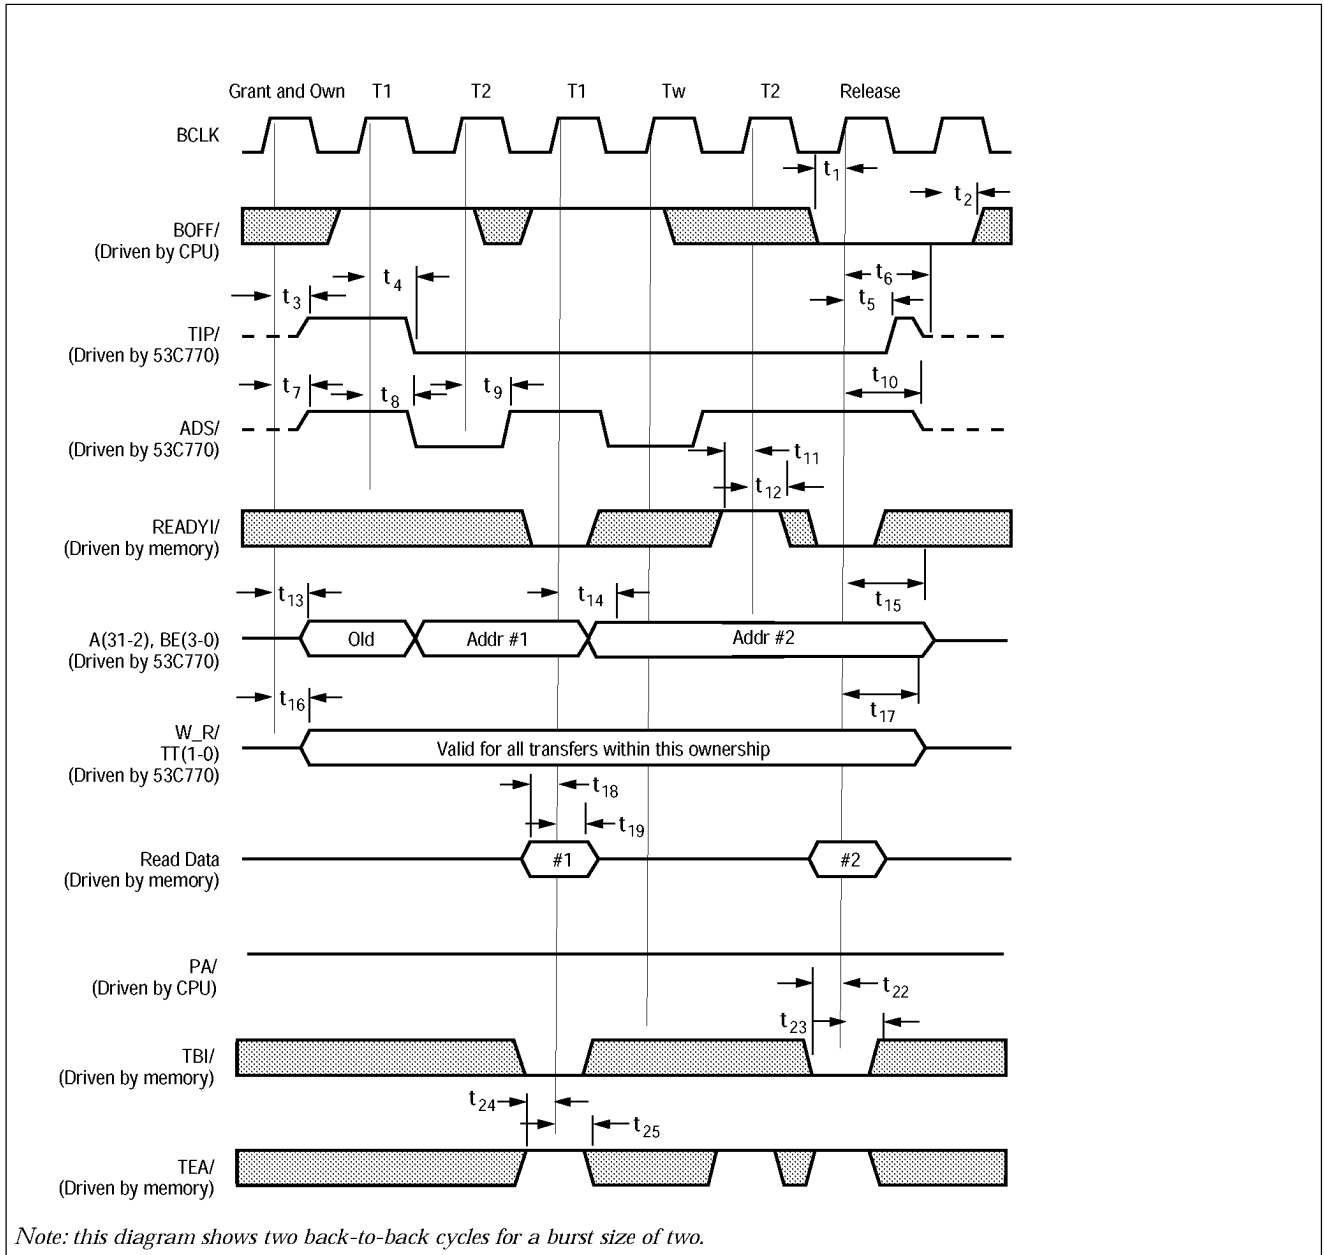 Grant and Own T1 T2 T1 Tw T2 Release
BCLK
t1
t2
BOFF/
(Driven by CPU)
t6
t4
t3 t5
TIP/
(Driven by 53C770)
t10
t7 t8 t9
ADS/
(Driven by 53C770)
t11
t12
READYI/
(Driven by memory)
t13 t14 t15
A(31-2), BE(3-0) Old Addr #1 Addr #2
(Driven by 53C770)
t16 t17
W_R/
TT(1-0) Valid for all transfers within this ownership
(Driven by 53C770)
t18
t19
Read Data #1 #2
(Driven by memory)
PA/
(Driven by CPU)
t22
t23
TBI/
(Driven by memory)
t24
t25
TEA/
(Driven by memory)
Note: this diagram shows two back-to-back cycles for a burst size of two.